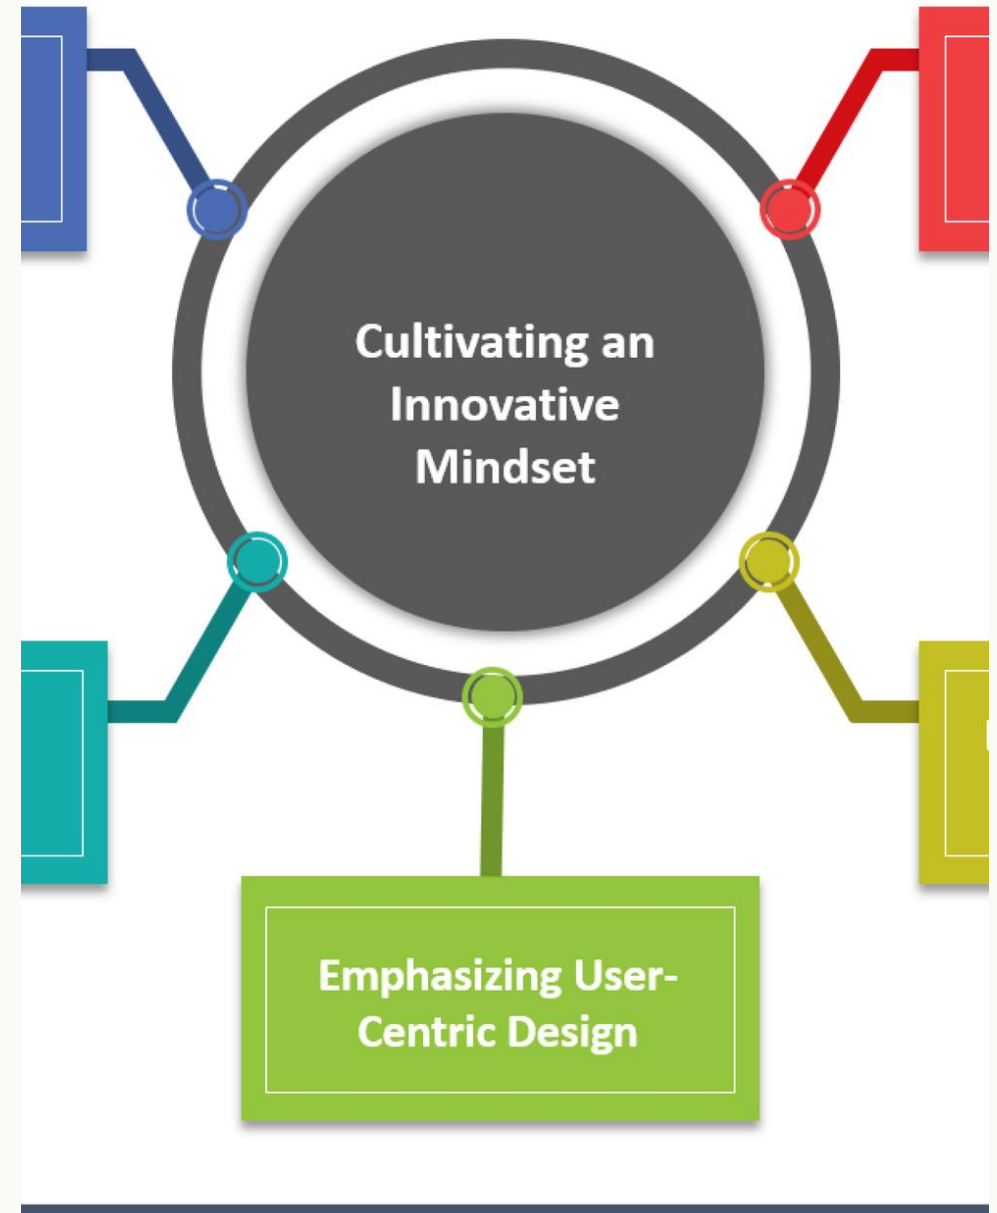 Cultivating an
Innovative
Mindset
Emphasizing User-
Centric Design